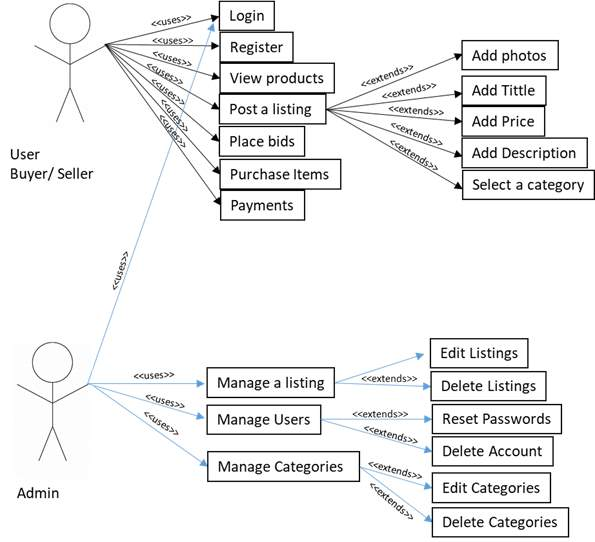 <<uses>>
Login
<<uses>>
Register
<<uses>>
View products
<<uses>>
Post a listing
<<uses>>
Place bids
<<uses>>
Purchase Items
<<uses>>
Payments
<<extends>>
Add photos
<<extends>>
Add Tittle
<<extends>>
Add Price
<<extends>>
Add Description
<<extends>>
Select a category
User
Buyer/ Seller
<<uses>>
<<uses>>
Manage a listing
Edit Listings
<<extends>>
Delete Listings
<<uses>>
Manage Users
<<extends>>
Reset Passwords
<<extends>>
Delete Account
<<uses>>
Manage Categories
<<extends>>
Edit Categories
<<extends>>
Delete Categories
Admin